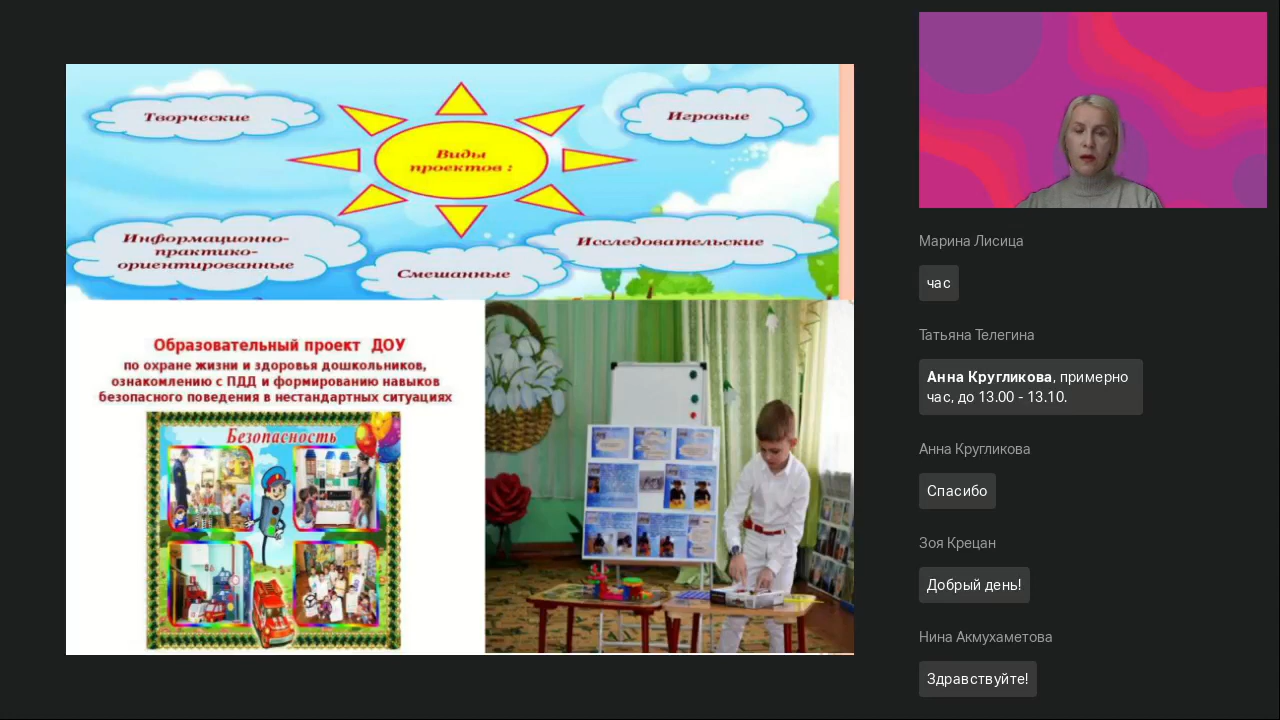 Творческие
Виды
проектов :
Игровые
Информационно-
практико-
ориентированные
Смешанные
Исследовательские
Образовательный проект ДОУ
по охране жизни и здоровья дошкольников,
ознакомлению с ПДД и формированию навыков
безопасного поведения в нестандартных ситуациях
Безопасность
Марина Лисица
час
Татьяна Телегина
Анна Кругликова, примерно
час, до 13.00 - 13.10.
Анна Кругликова
Спасибо
Зоя Крецан
Добрый день!
Нина Акмухаметова
Здравствуйте!